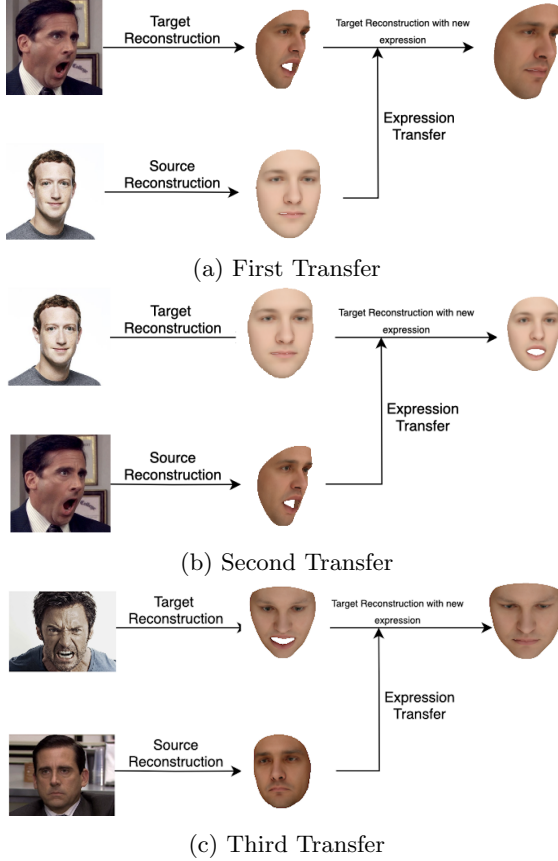 Target
Reconstruction
Target Reconstruction with new
expression
Expression
Transfer
Source
Reconstruction
(a) First Transfer
Target
Reconstruction
Target Reconstruction with new
expression
Expression
Transfer
Source
Reconstruction
(b) Second Transfer
Target
Reconstruction
Target Reconstruction with new
expression
Expression
Transfer
Source
Reconstruction
(c) Third Transfer